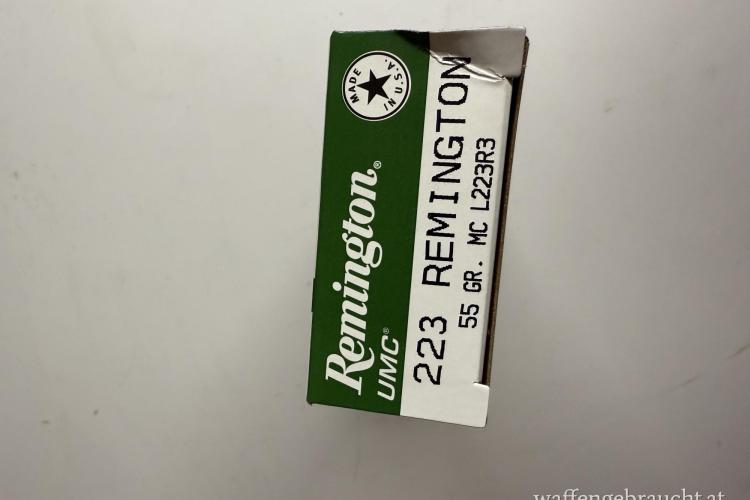 MADE
IN U.S.A.
Remington®
UMC®
223 REMINGTON
55 GR. MC L223R3
waffengebraucht.at